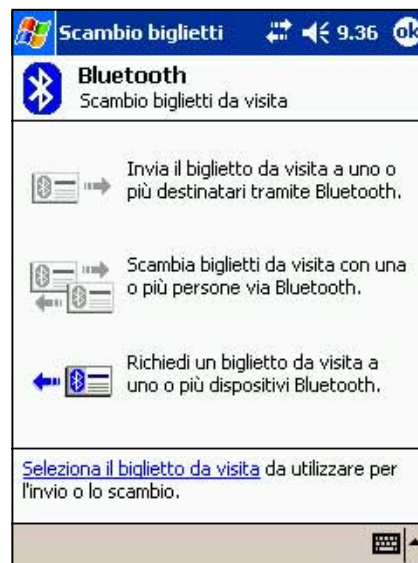 Scambio biglietti 9.36 ok
Bluetooth
Scambio biglietti da visita
Invia il biglietto da visita a uno o
più destinatari tramite Bluetooth.
Scambia biglietti da visita con una
o più persone via Bluetooth.
Richiedi un biglietto da visita a
uno o più dispositivi Bluetooth.
Seleziona il biglietto da visita da utilizzare per
l'invio o lo scambio.